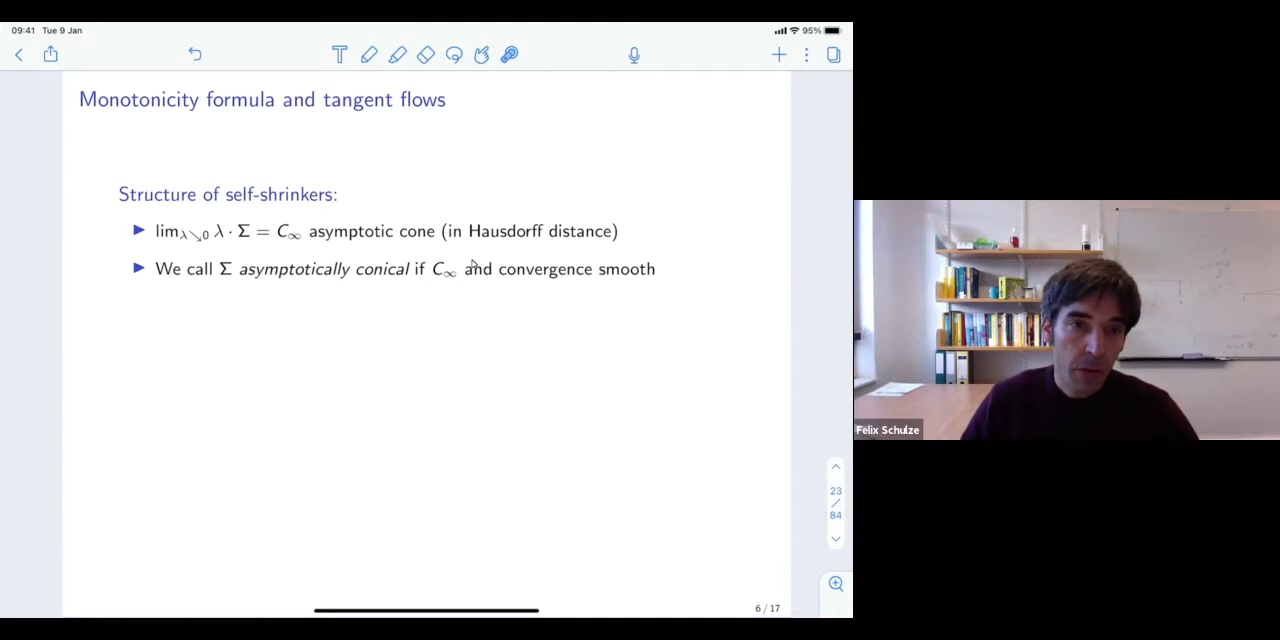 09:41 Tue 9 Jan
95%
T
Monotonicity formula and tangent flows
Structure of self-shrinkers:
▶ lim_{λ↘0} λ · Σ = C_∞ asymptotic cone (in Hausdorff distance)
▶ We call Σ asymptotically conical if C_∞ and convergence smooth
23
/
84
6 / 17
Felix Schulze